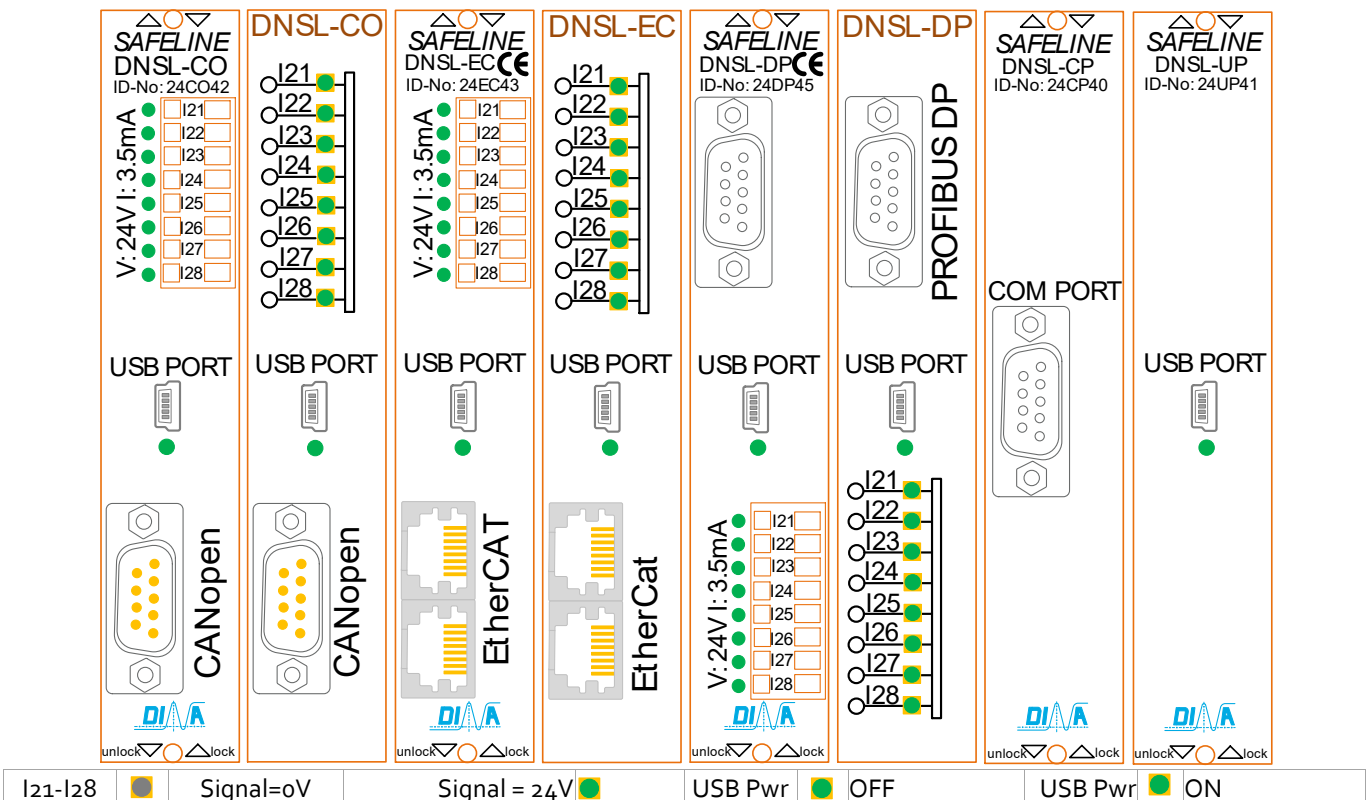 SAFELINE
DNSL-CO
ID-No: 24CO42
V: 24V I: 3.5mA
I21
I22
I23
I24
I25
I26
I27
I28
USB PORT
CANopen
DINA
unlock lock
DNSL-CO
I21
I22
I23
I24
I25
I26
I27
I28
USB PORT
CANopen
SAFELINE
DNSL-EC CE
ID-No: 24EC43
V: 24V I: 3.5mA
I21
I22
I23
I24
I25
I26
I27
I28
USB PORT
EtherCAT
DINA
unlock lock
DNSL-EC
I21
I22
I23
I24
I25
I26
I27
I28
USB PORT
EtherCat
SAFELINE
DNSL-DP CE
ID-No: 24DP45
USB PORT
V: 24V I: 3.5mA
I21
I22
I23
I24
I25
I26
I27
I28
DINA
unlock lock
DNSL-DP
PROFIBUS DP
USB PORT
I21
I22
I23
I24
I25
I26
I27
I28
SAFELINE
DNSL-CP
ID-No: 24CP40
COM PORT
DINA
unlock lock
SAFELINE
DNSL-UP
ID-No: 24UP41
USB PORT
DINA
unlock lock
I21-I28 Signal=0V Signal = 24V USB Pwr OFF USB Pwr ON